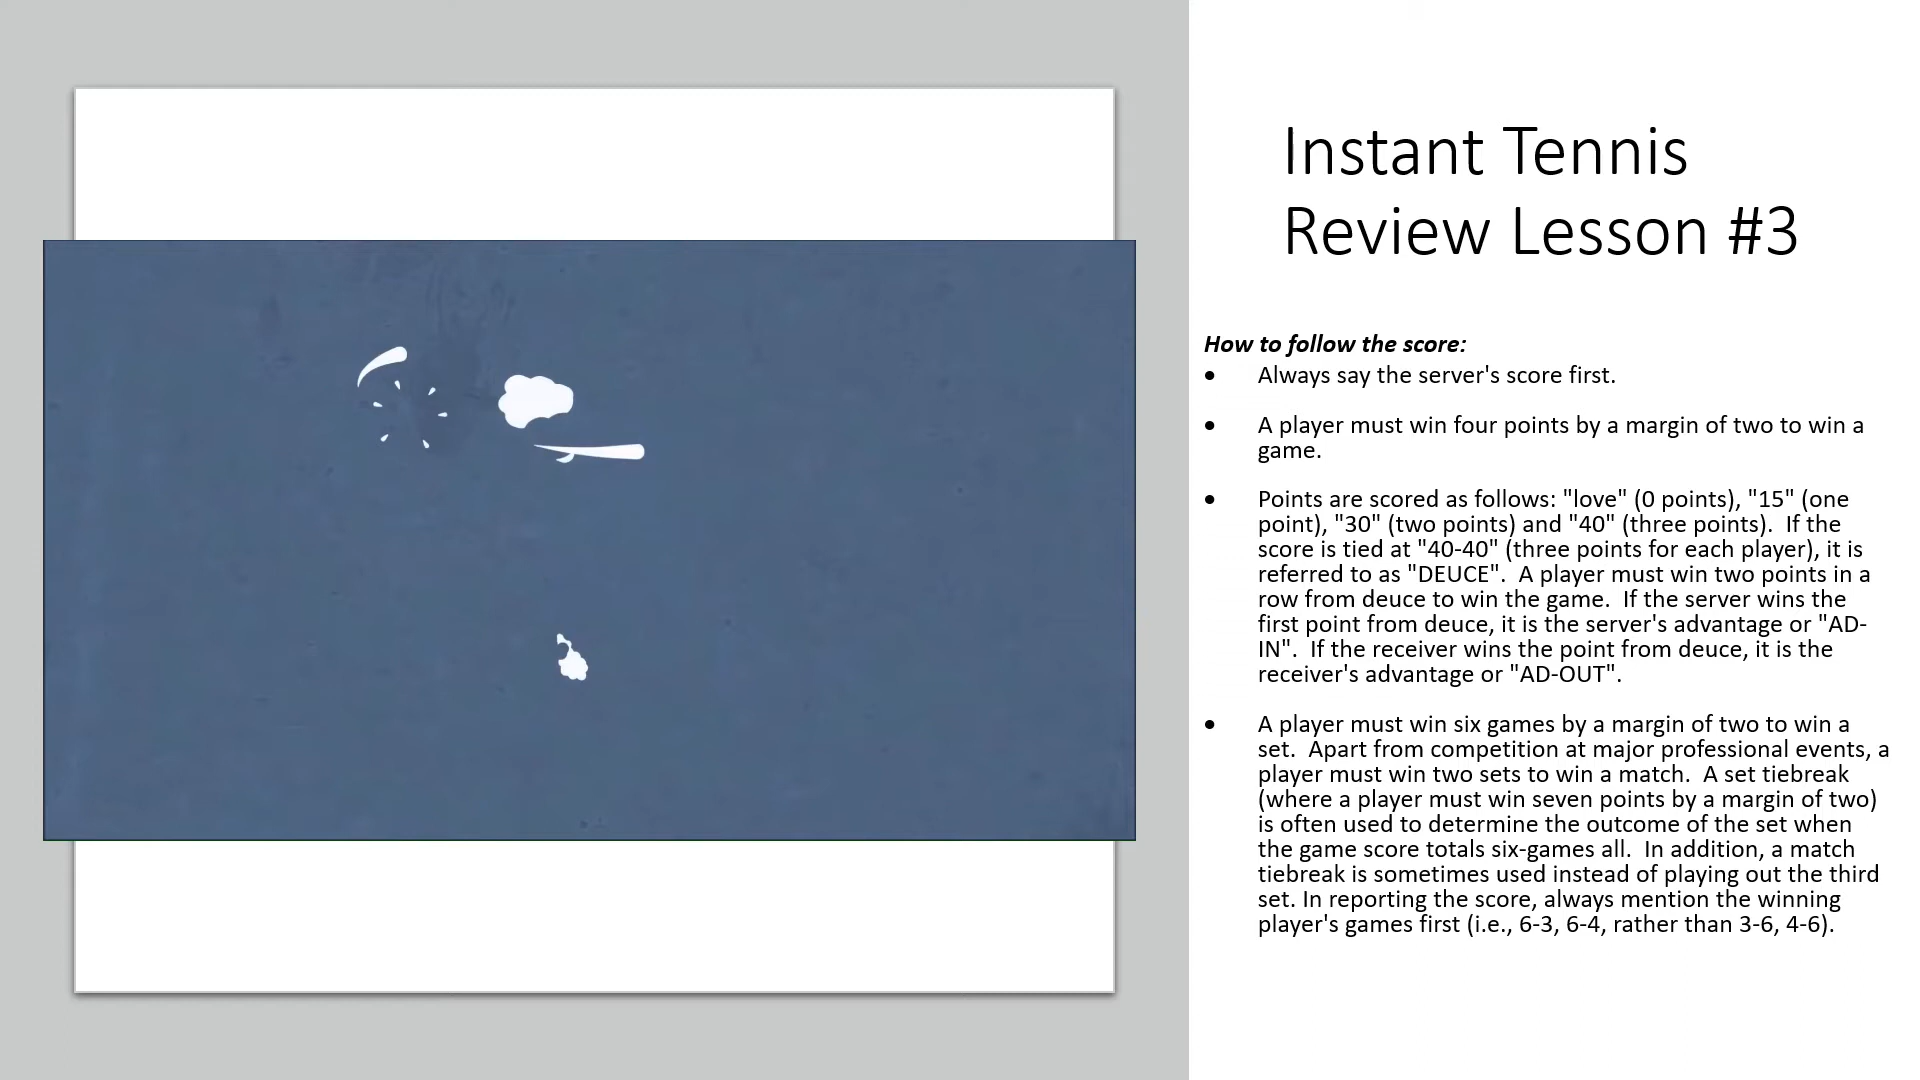 Instant Tennis
Review Lesson #3
How to follow the score:
• Always say the server's score first.
• A player must win four points by a margin of two to win a
game.
• Points are scored as follows: "love" (0 points), "15" (one
point), "30" (two points) and "40" (three points).  If the
score is tied at "40-40" (three points for each player), it is
referred to as "DEUCE".  A player must win two points in a
row from deuce to win the game.  If the server wins the
first point from deuce, it is the server's advantage or "AD-
IN".  If the receiver wins the point from deuce, it is the
receiver's advantage or "AD-OUT".
• A player must win six games by a margin of two to win a
set.  Apart from competition at major professional events, a
player must win two sets to win a match.  A set tiebreak
(where a player must win seven points by a margin of two)
is often used to determine the outcome of the set when
the game score totals six-games all.  In addition, a match
tiebreak is sometimes used instead of playing out the third
set. In reporting the score, always mention the winning
player's games first (i.e., 6-3, 6-4, rather than 3-6, 4-6).